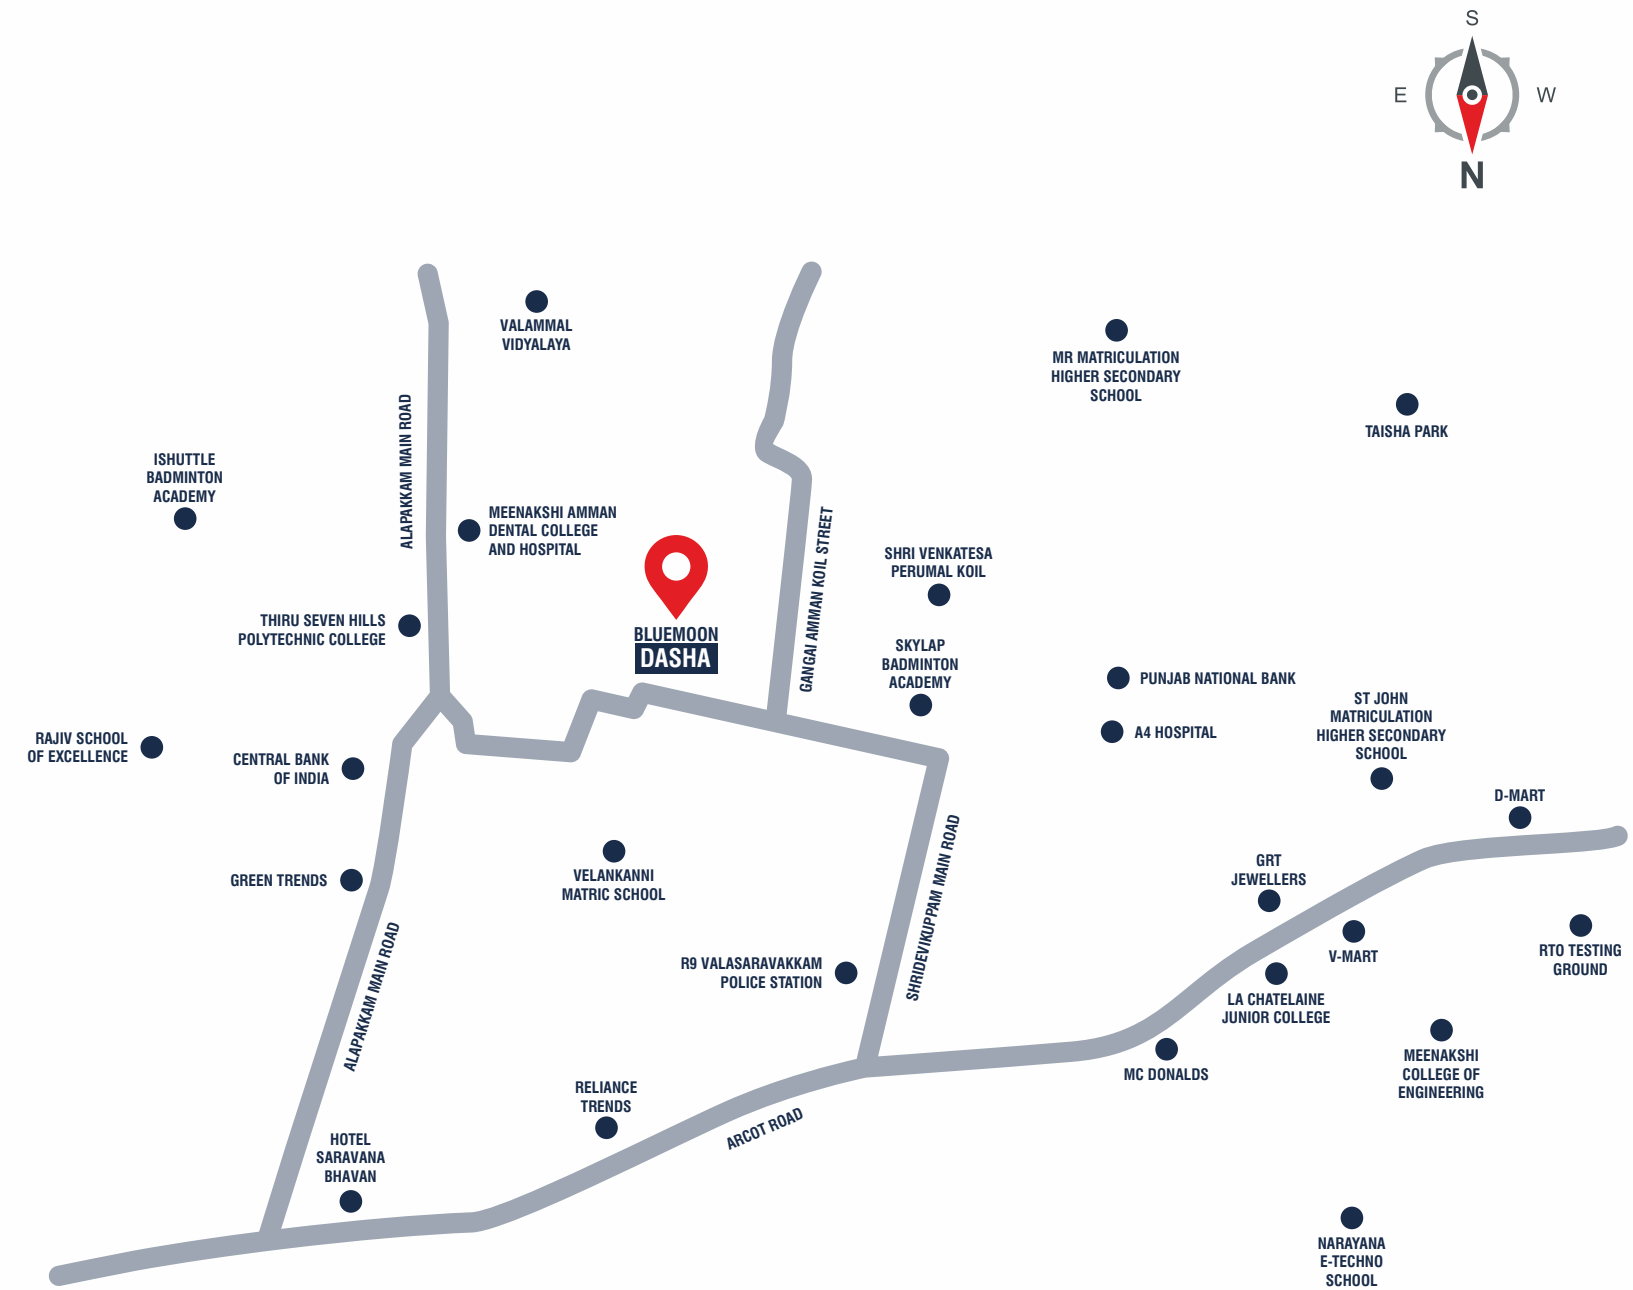 S
E
W
N
VALAMMAL
VIDYALAYA
MR MATRICULATION
HIGHER SECONDARY
SCHOOL
TAISHA PARK
ALAPAKKAM MAIN ROAD
ISHUTTLE
BADMINTON
ACADEMY
MEENAKSHI AMMAN
DENTAL COLLEGE
AND HOSPITAL
GANGAI AMMAN KOIL STREET
SHRI VENKATESA
PERUMAL KOIL
THIRU SEVEN HILLS
POLYTECHNIC COLLEGE
BLUEMOON
DASHA
SKYLAP
BADMINTON
ACADEMY
PUNJAB NATIONAL BANK
A4 HOSPITAL
ST JOHN
MATRICULATION
HIGHER SECONDARY
SCHOOL
RAJIV SCHOOL
OF EXCELLENCE
CENTRAL BANK
OF INDIA
D-MART
SHRIDEVIKUPPAM MAIN ROAD
GREEN TRENDS
VELANKANNI
MATRIC SCHOOL
GRT
JEWELLERS
V-MART
RTO TESTING
GROUND
R9 VALASARAVAKKAM
POLICE STATION
ALAPAKKAM MAIN ROAD
LA CHATELAINE
JUNIOR COLLEGE
MC DONALDS
MEENAKSHI
COLLEGE OF
ENGINEERING
RELIANCE
TRENDS
ARCOT ROAD
HOTEL
SARAVANA
BHAVAN
NARAYANA
E-TECHNO
SCHOOL